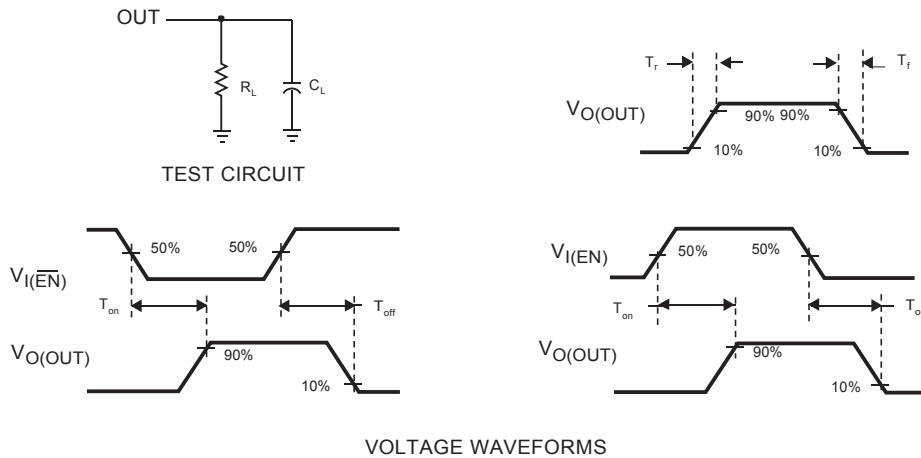 OUT
R_L
C_L
TEST CIRCUIT
T_r
T_f
V_O(OUT)
90% 90%
10%
10%
V_I(E̅N̅)
50%
50%
T_on
T_off
V_O(OUT)
90%
10%
V_I(EN)
50%
50%
T_on
T_o
V_O(OUT)
90%
10%
VOLTAGE WAVEFORMS